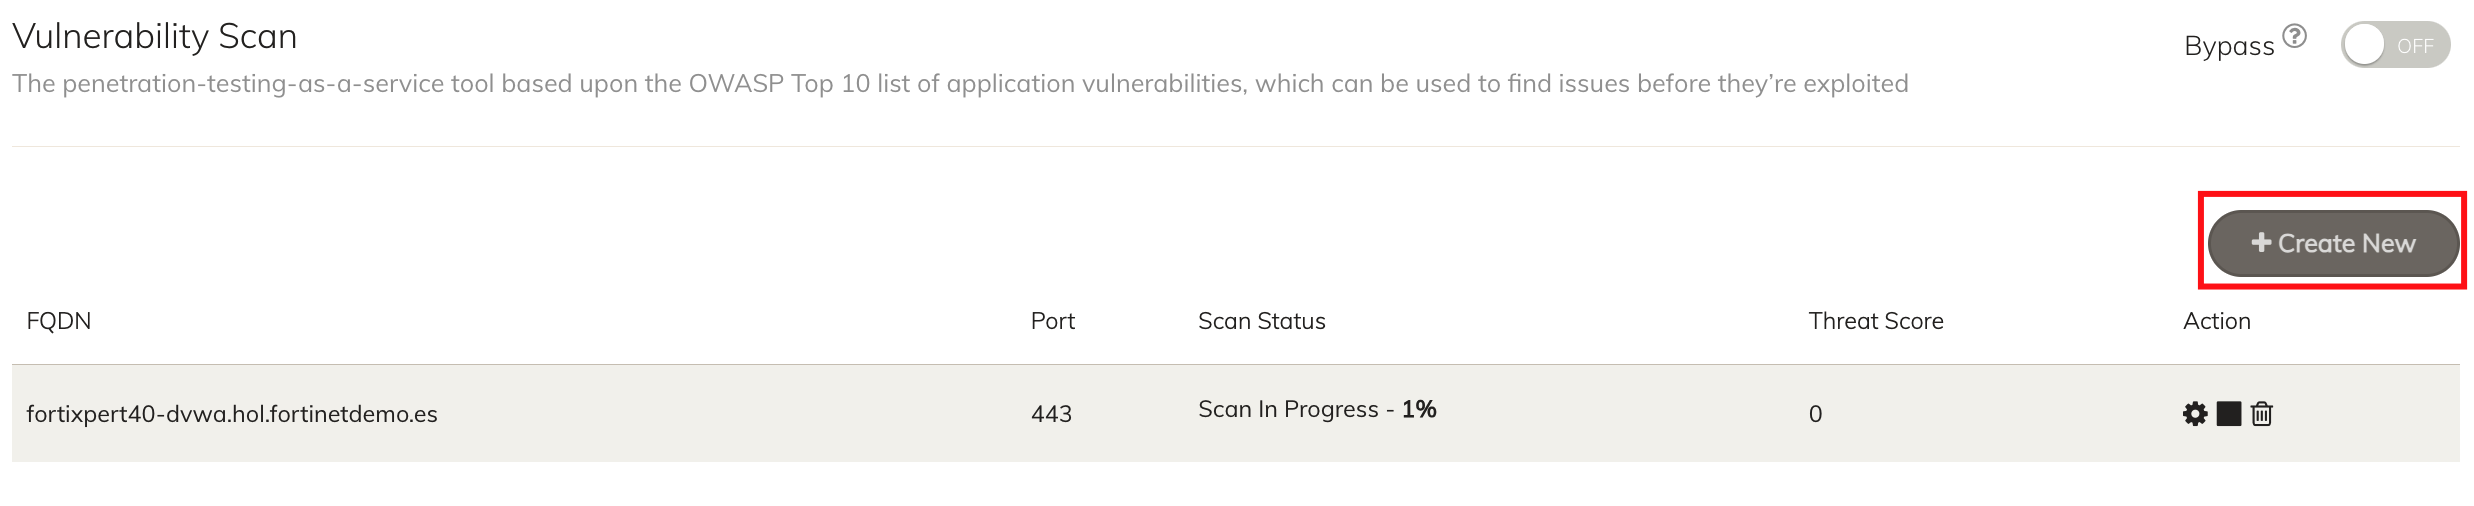 Vulnerability Scan
Bypass ? OFF
The penetration-testing-as-a-service tool based upon the OWASP Top 10 list of application vulnerabilities, which can be used to find issues before they’re exploited
+ Create New
FQDN Port Scan Status Threat Score Action
fortixpert40-dvwa.hol.fortinetdemo.es 443 Scan In Progress - 1% 0